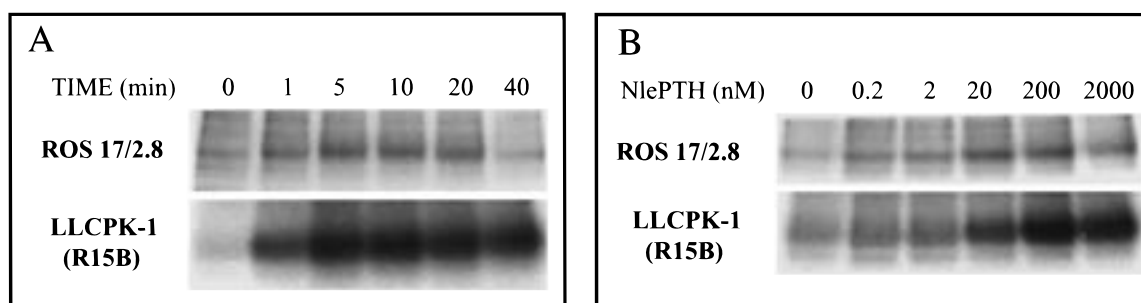 A
TIME (min) 0 1 5 10 20 40
ROS 17/2.8
LLCPK-1
(R15B)
B
NlePTH (nM) 0 0.2 2 20 200 2000
ROS 17/2.8
LLCPK-1
(R15B)